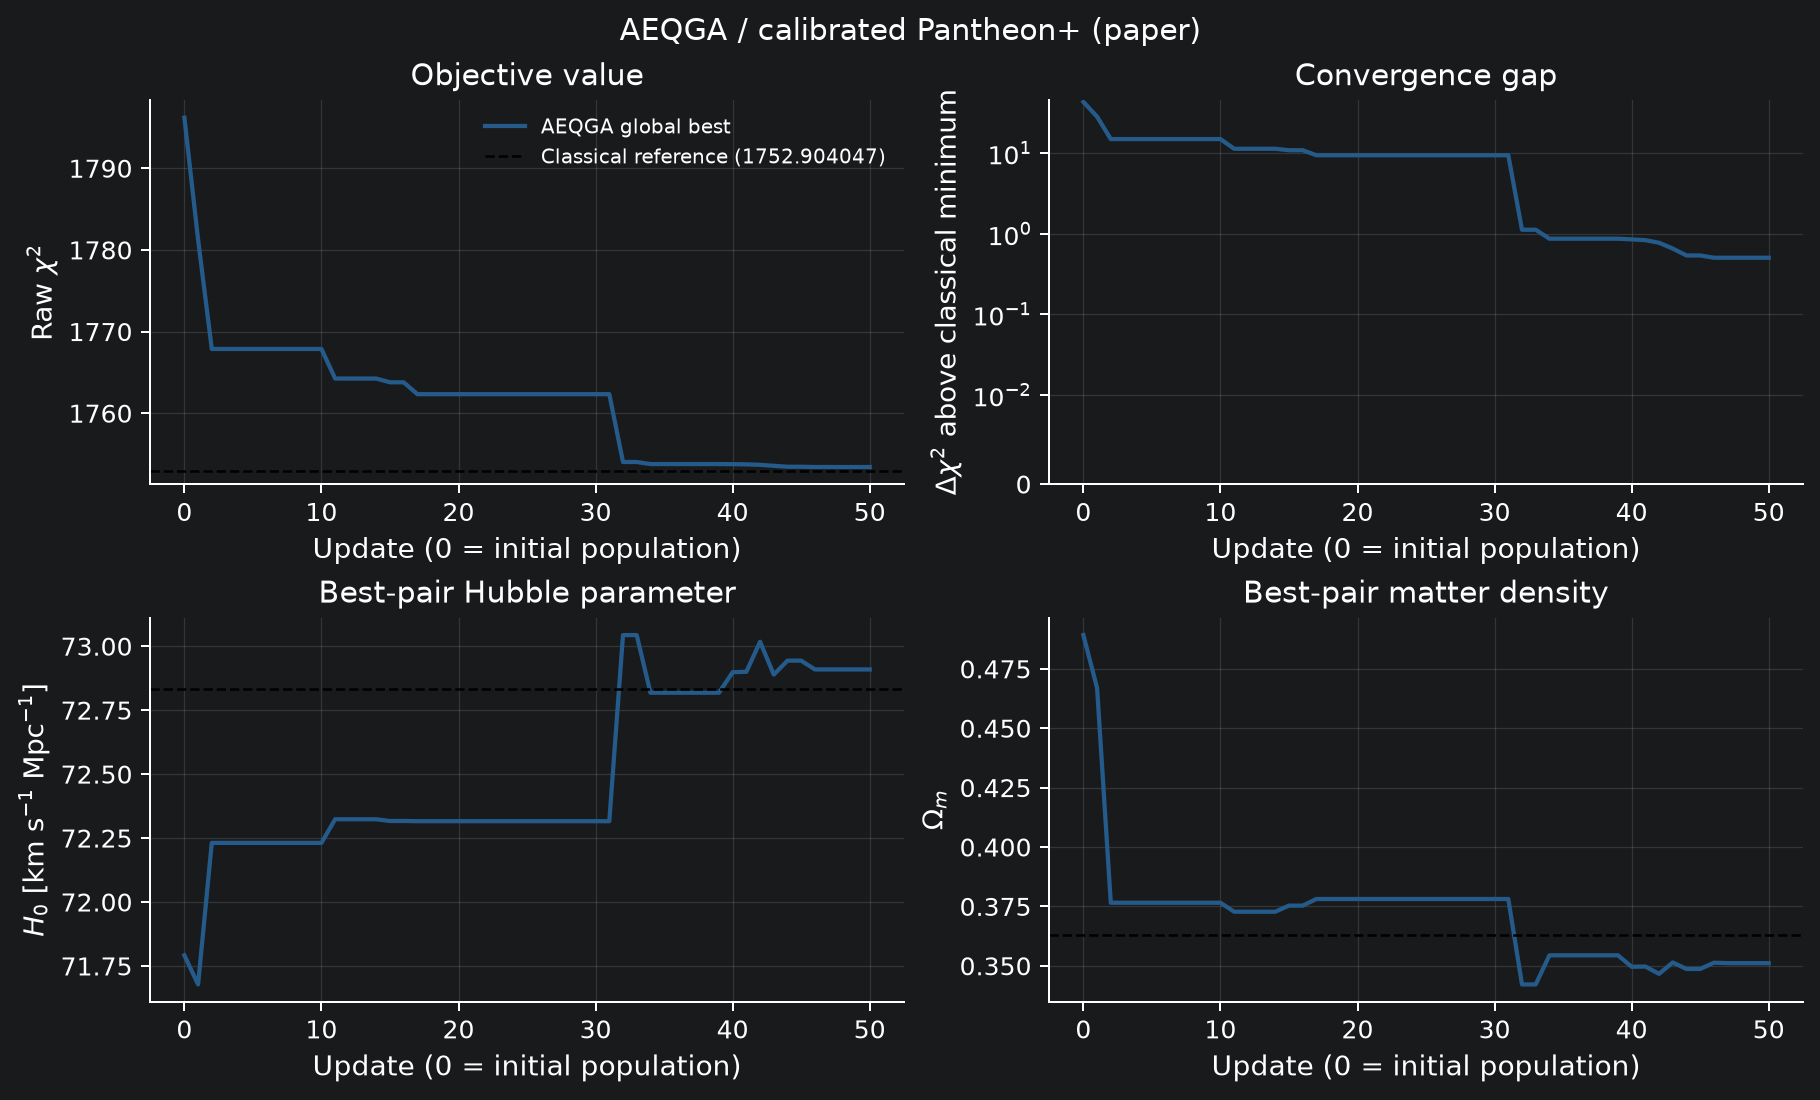 AEQGA / calibrated Pantheon+ (paper)
Objective value
Raw χ²
1790
1780
1770
1760
AEQGA global best
Classical reference (1752.904047)
0 10 20 30 40 50
Update (0 = initial population)
Convergence gap
Δχ² above classical minimum
10¹
10⁰
10⁻¹
10⁻²
0
0 10 20 30 40 50
Update (0 = initial population)
Best-pair Hubble parameter
H₀ [km s⁻¹ Mpc⁻¹]
73.00
72.75
72.50
72.25
72.00
71.75
0 10 20 30 40 50
Update (0 = initial population)
Best-pair matter density
Ωₘ
0.475
0.450
0.425
0.400
0.375
0.350
0 10 20 30 40 50
Update (0 = initial population)